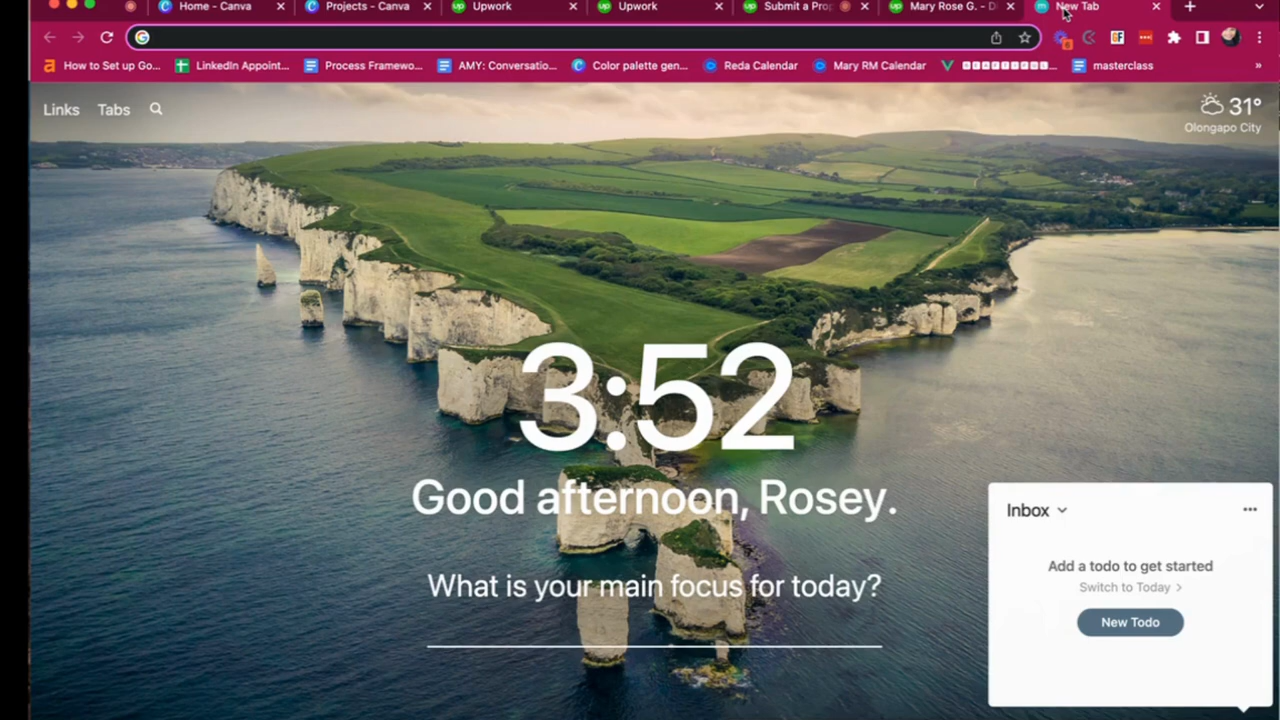 Home - Canva
Projects - Canva
Upwork
Upwork
Submit a Pro
Mary Rose G. - D
New Tab
How to Set up Go...
LinkedIn Appoint...
Process Framewo...
AMY: Conversatio...
Color palette gen...
Reda Calendar
Mary RM Calendar
masterclass
»
Links Tabs
31°
Olongapo City
3:52
Good afternoon, Rosey.
What is your main focus for today?
Inbox
Add a todo to get started
Switch to Today >
New Todo